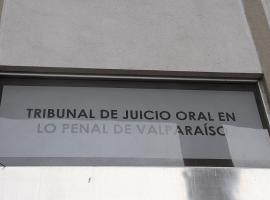 TRIBUNAL DE JUICIO ORAL EN
LO PENAL DE VALPARAÍSO